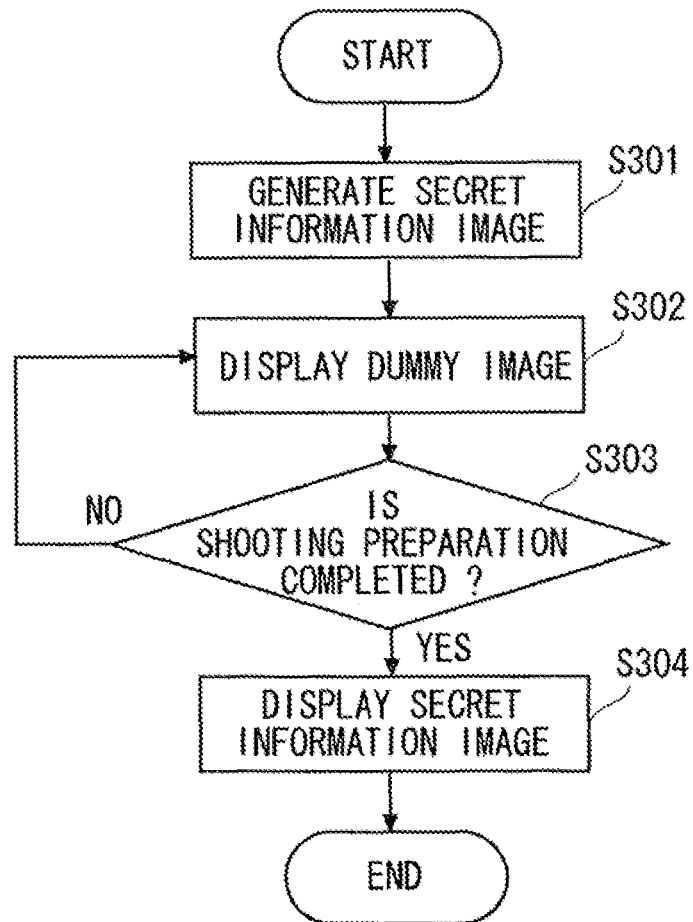 START
S301
GENERATE SECRET
INFORMATION IMAGE
S302
DISPLAY DUMMY IMAGE
S303
NO
IS
SHOOTING PREPARATION
COMPLETED ?
YES
S304
DISPLAY SECRET
INFORMATION IMAGE
END